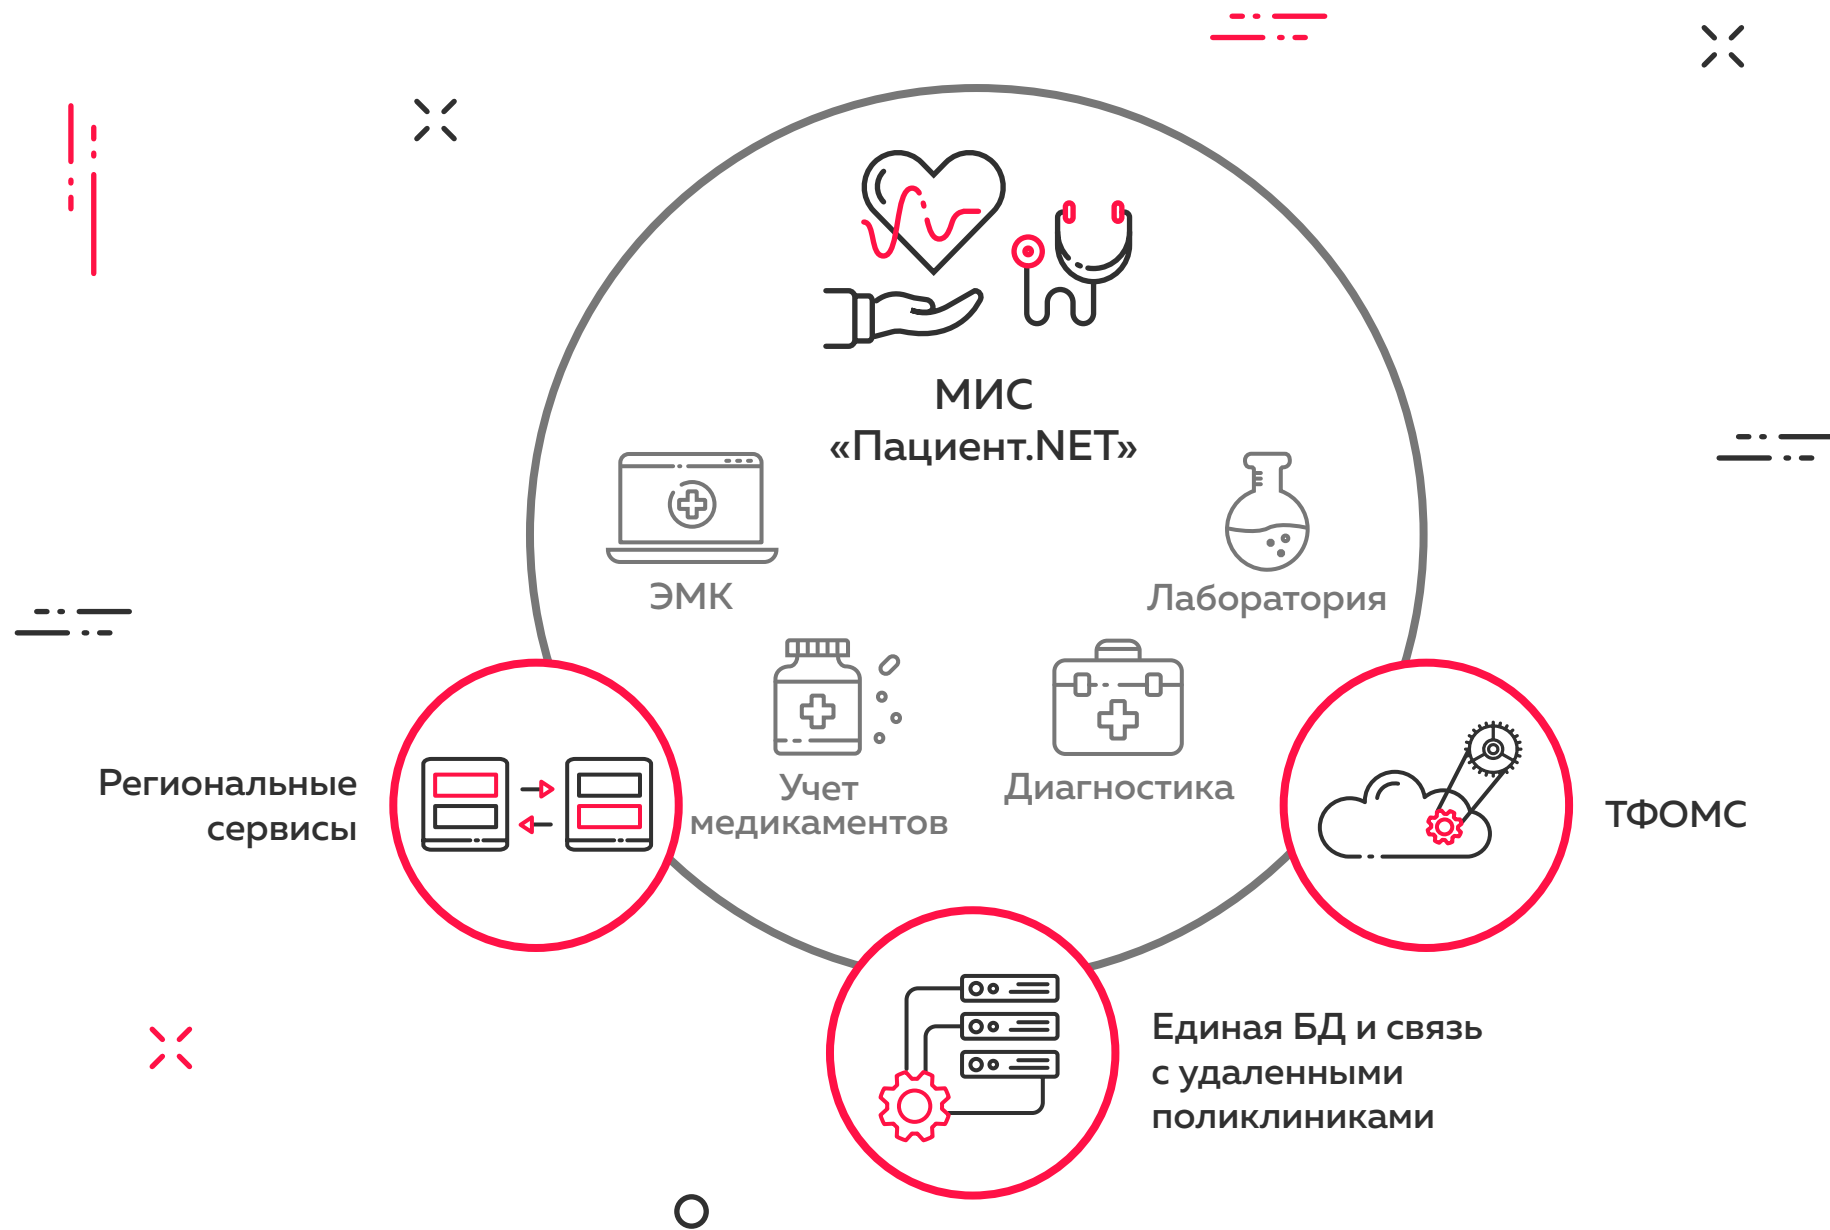 МИС
«Пациент.NET»
ЭМК
Лаборатория
Учет
медикаментов
Диагностика
Региональные
сервисы
ТФОМС
Единая БД и связь
с удаленными
поликлиниками